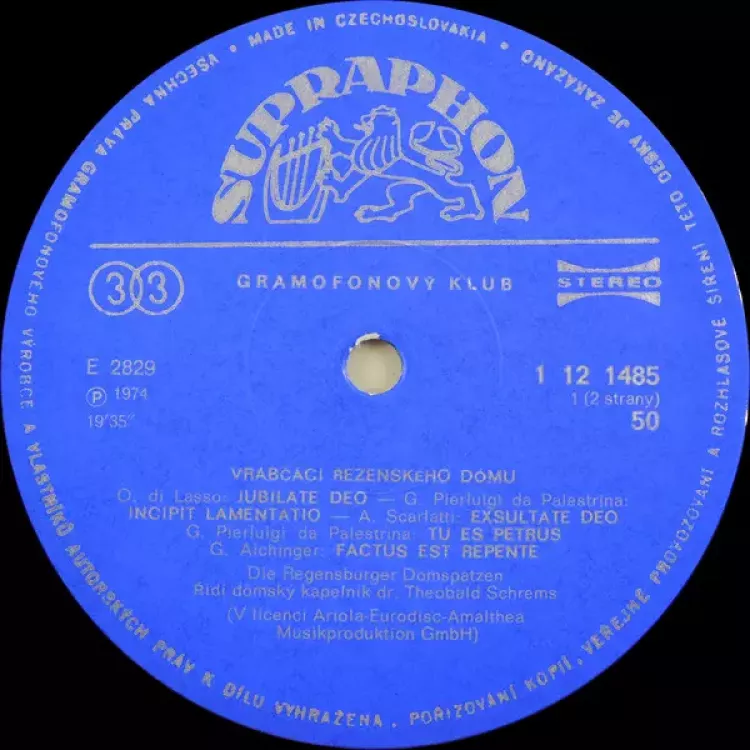 • MADE IN CZECHOSLOVAKIA •
VŠECHNA PRÁVA GRAMOFONOVÉHO VÝROBCE A VLASTNÍKŮ AUTORSKÝCH PRÁV K DÍLU VYHRAŽENA. POŘIZOVÁNÍ KOPIÍ, VEŘEJNÉ PROVOZOVÁNÍ A ROZHLASOVÉ ŠÍŘENÍ TÉTO DESKY JE ZAKÁZÁNO
SUPRAPHON
33 GRAMOFONOVÝ KLUB STEREO
E 2829 1 12 1485
Ⓟ 1974 1 (2 strany)
19'35" 50
VRABČÁCI ŘEZENSKÉHO DÓMU
O. di Lasso: JUBILATE DEO — G. Pierluigi da Palestrina:
INCIPIT LAMENTATIO — A. Scarlatti: EXSULTATE DEO
G. Pierluigi da Palestrina: TU ES PETRUS
G. Aichinger: FACTUS EST REPENTE
Die Regensburger Domspatzen
Řídí dómský kapelník dr. Theobald Schrems
(V licenci Ariola-Eurodisc-Amalthea
Musikproduktion GmbH)